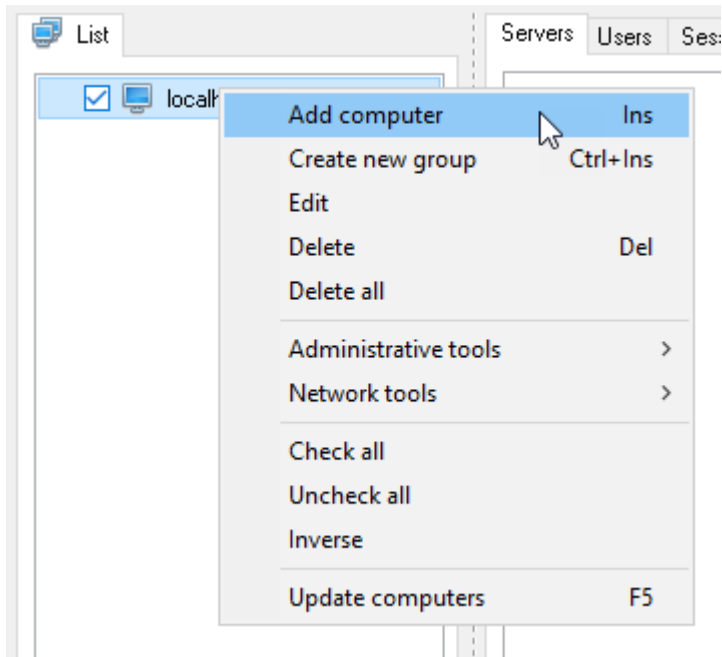 List
Servers Users
Add computer Ins
Create new group Ctrl+Ins
Edit
Delete Del
Delete all
Administrative tools
Network tools
Check all
Uncheck all
Inverse
Update computers F5